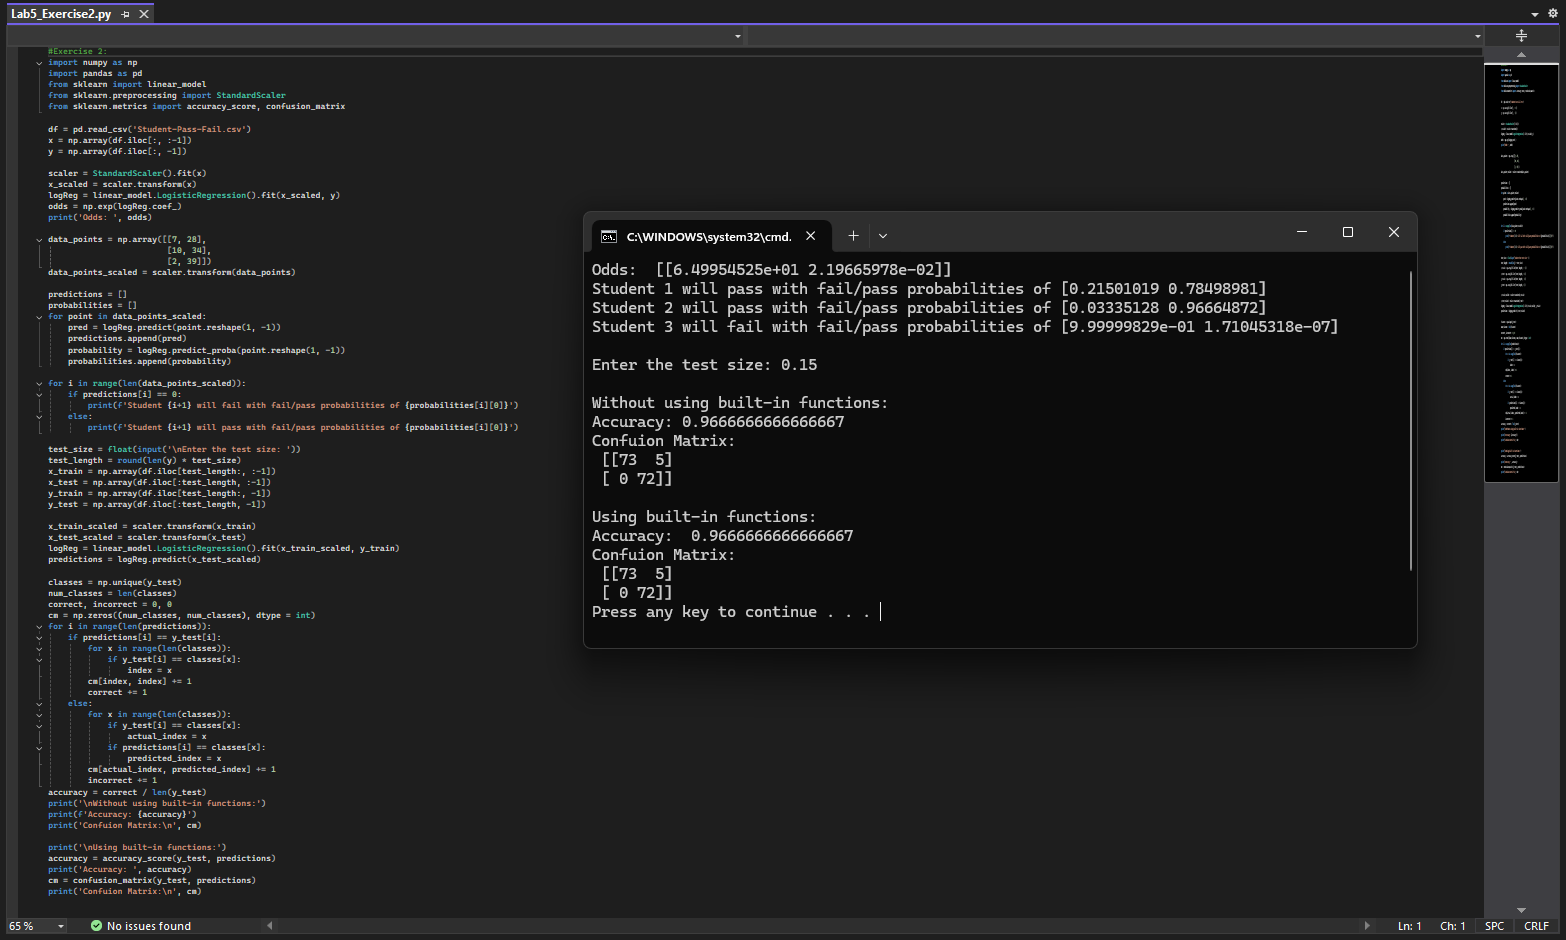 Lab5_Exercise2.py
#Exercise 2:
import numpy as np
import pandas as pd
from sklearn import linear_model
from sklearn.preprocessing import StandardScaler
from sklearn.metrics import accuracy_score, confusion_matrix
df = pd.read_csv('Student-Pass-Fail.csv')
x = np.array(df.iloc[:, :-1])
y = np.array(df.iloc[:, -1])
scaler = StandardScaler().fit(x)
x_scaled = scaler.transform(x)
logReg = linear_model.LogisticRegression().fit(x_scaled, y)
odds = np.exp(logReg.coef_)
print('Odds: ', odds)
data_points = np.array([[7, 28],
[10, 34],
[2, 39]])
data_points_scaled = scaler.transform(data_points)
predictions = []
probabilities = []
for point in data_points_scaled:
pred = logReg.predict(point.reshape(1, -1))
predictions.append(pred)
probability = logReg.predict_proba(point.reshape(1, -1))
probabilities.append(probability)
for i in range(len(data_points_scaled)):
if predictions[i] == 0:
print(f'Student {i+1} will fail with fail/pass probabilities of {probabilities[i][0]}')
else:
print(f'Student {i+1} will pass with fail/pass probabilities of {probabilities[i][0]}')
test_size = float(input('\nEnter the test size: '))
test_length = round(len(y) * test_size)
x_train = np.array(df.iloc[test_length:, :-1])
x_test = np.array(df.iloc[:test_length, :-1])
y_train = np.array(df.iloc[test_length:, -1])
y_test = np.array(df.iloc[:test_length, -1])
x_train_scaled = scaler.transform(x_train)
x_test_scaled = scaler.transform(x_test)
logReg = linear_model.LogisticRegression().fit(x_train_scaled, y_train)
predictions = logReg.predict(x_test_scaled)
classes = np.unique(y_test)
num_classes = len(classes)
correct, incorrect = 0, 0
cm = np.zeros((num_classes, num_classes), dtype = int)
for i in range(len(predictions)):
if predictions[i] == y_test[i]:
for x in range(len(classes)):
if y_test[i] == classes[x]:
index = x
cm[index, index] += 1
correct += 1
else:
for x in range(len(classes)):
if y_test[i] == classes[x]:
actual_index = x
if predictions[i] == classes[x]:
predicted_index = x
cm[actual_index, predicted_index] += 1
incorrect += 1
accuracy = correct / len(y_test)
print('\nWithout using built-in functions:')
print(f'Accuracy: {accuracy}')
print('Confuion Matrix:\n', cm)
print('\nUsing built-in functions:')
accuracy = accuracy_score(y_test, predictions)
print('Accuracy: ', accuracy)
cm = confusion_matrix(y_test, predictions)
print('Confuion Matrix:\n', cm)
C:\WINDOWS\system32\cmd.
Odds:  [[6.49954525e+01 2.19665978e-02]]
Student 1 will pass with fail/pass probabilities of [0.21501019 0.78498981]
Student 2 will pass with fail/pass probabilities of [0.03335128 0.96664872]
Student 3 will fail with fail/pass probabilities of [9.99999829e-01 1.71045318e-07]
Enter the test size: 0.15
Without using built-in functions:
Accuracy: 0.9666666666666667
Confuion Matrix:
[[73  5]
[ 0 72]]
Using built-in functions:
Accuracy:  0.9666666666666667
Confuion Matrix:
[[73  5]
[ 0 72]]
Press any key to continue . . .
65 %
No issues found
Ln: 1
Ch: 1
SPC
CRLF